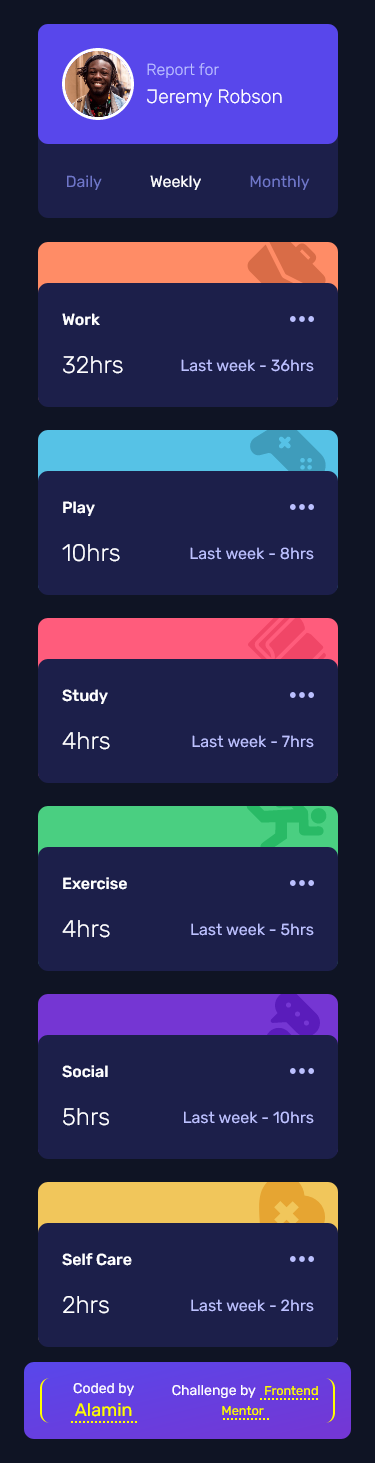 Report for
Jeremy Robson
Daily Weekly Monthly
Work
32hrs Last week - 36hrs
Play
10hrs Last week - 8hrs
Study
4hrs Last week - 7hrs
Exercise
4hrs Last week - 5hrs
Social
5hrs Last week - 10hrs
Self Care
2hrs Last week - 2hrs
Coded by
Alamin
Challenge by Frontend
Mentor